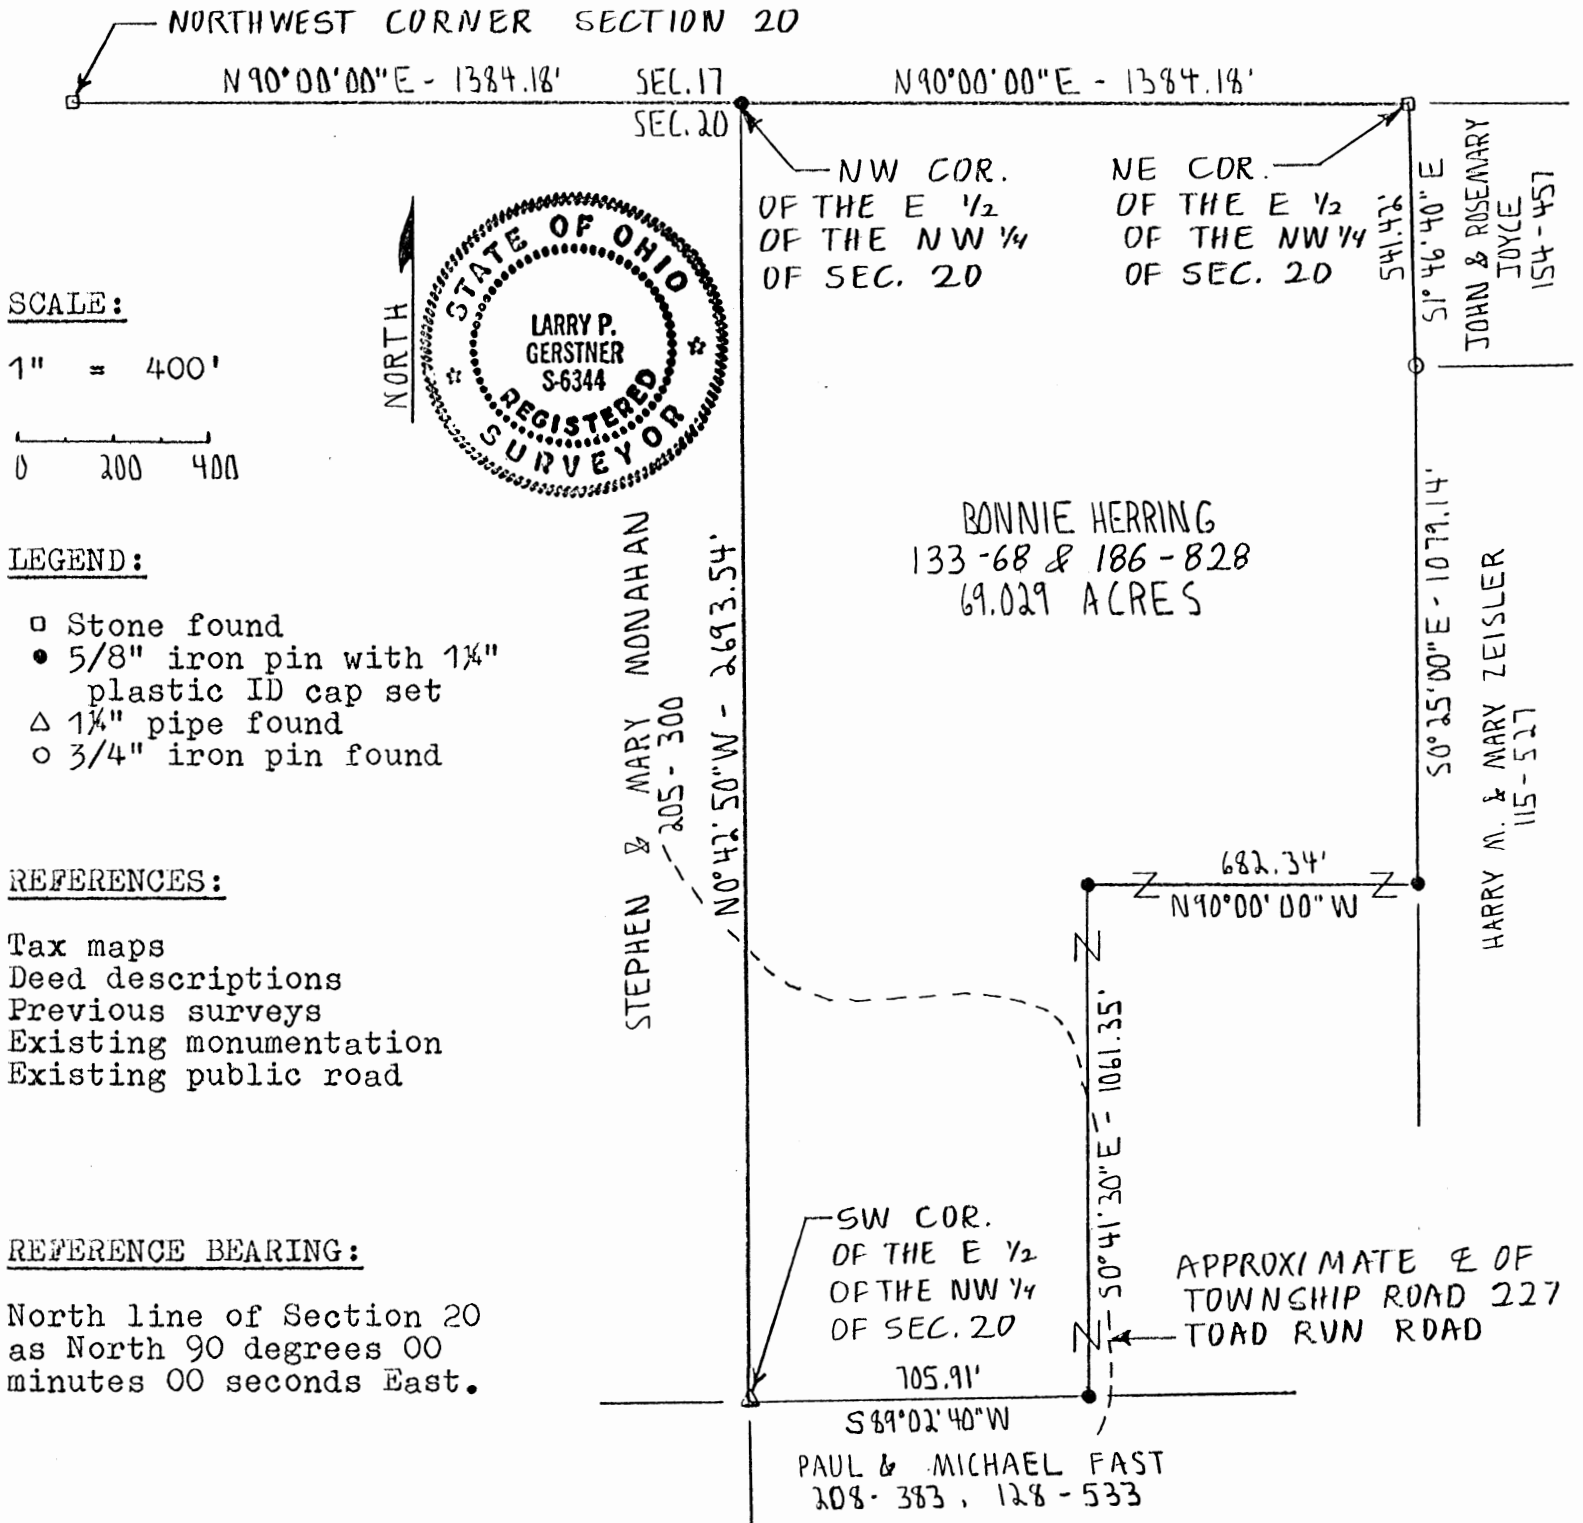 NORTHWEST CORNER SECTION 20
N90°00'00"E - 1384.18'
SEC.17
SEC.20
N90°00'00"E - 1384.18'
NW COR.
OF THE E 1/2
OF THE NW 1/4
OF SEC. 20
NE COR.
OF THE E 1/2
OF THE NW 1/4
OF SEC. 20
541.42'
S1°46'40"E
JOHN & ROSEMARY
JOYCE
154-457
NORTH
STATE OF OHIO
LARRY P.
GERSTNER
S-6344
REGISTERED
SURVEYOR
SCALE:
1" = 400'
0 200 400
LEGEND:
Stone found
5/8" iron pin with 1¼"
plastic ID cap set
1¼" pipe found
3/4" iron pin found
STEPHEN & MARY MONAHAN
205-300
N0°42'50"W - 2693.54'
BONNIE HERRING
133-68 & 186-828
69.029 ACRES
S0°25'00"E - 1079.14'
HARRY M. & MARY ZEISLER
115-527
682.34'
N90°00'00"W
S0°41'30"E - 1061.35'
REFERENCES:
Tax maps
Deed descriptions
Previous surveys
Existing monumentation
Existing public road
REFERENCE BEARING:
North line of Section 20
as North 90 degrees 00
minutes 00 seconds East.
SW COR.
OF THE E 1/2
OF THE NW 1/4
OF SEC.20
APPROXIMATE ℄ OF
TOWNSHIP ROAD 227
TOAD RUN ROAD
705.91'
S89°02'40"W
PAUL & MICHAEL FAST
208-383, 128-533